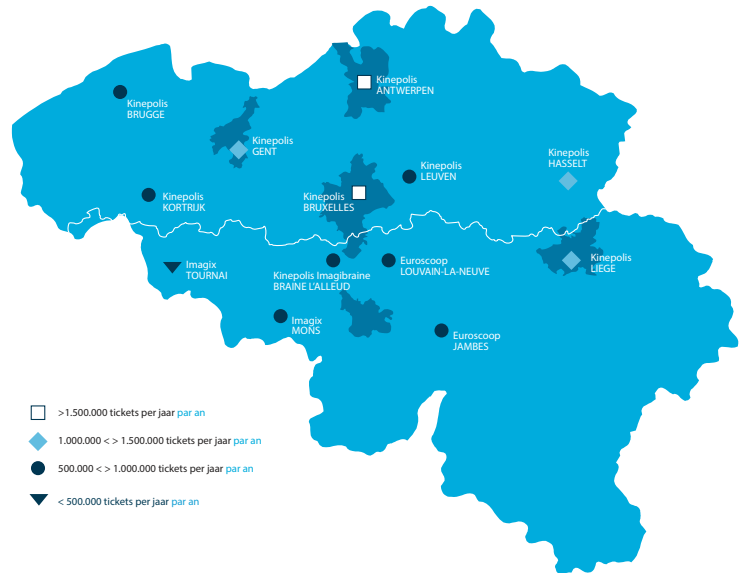 Kinepolis
ANTWERPEN
Kinepolis
BRUGGE
Kinepolis
GENT
Kinepolis
HASSELT
Kinepolis
LEUVEN
Kinepolis
KORTRIJK
Kinepolis
BRUXELLES
Imagix
TOURNAI
Kinepolis Imagibraine
BRAINE L'ALLEUD
Euroscoop
LOUVAIN-LA-NEUVE
Kinepolis
LIEGE
Imagix
MONS
Euroscoop
JAMBES
>1.500.000 tickets per jaar par an
1.000.000 < > 1.500.000 tickets per jaar par an
500.000 < > 1.000.000 tickets per jaar par an
< 500.000 tickets per jaar par an